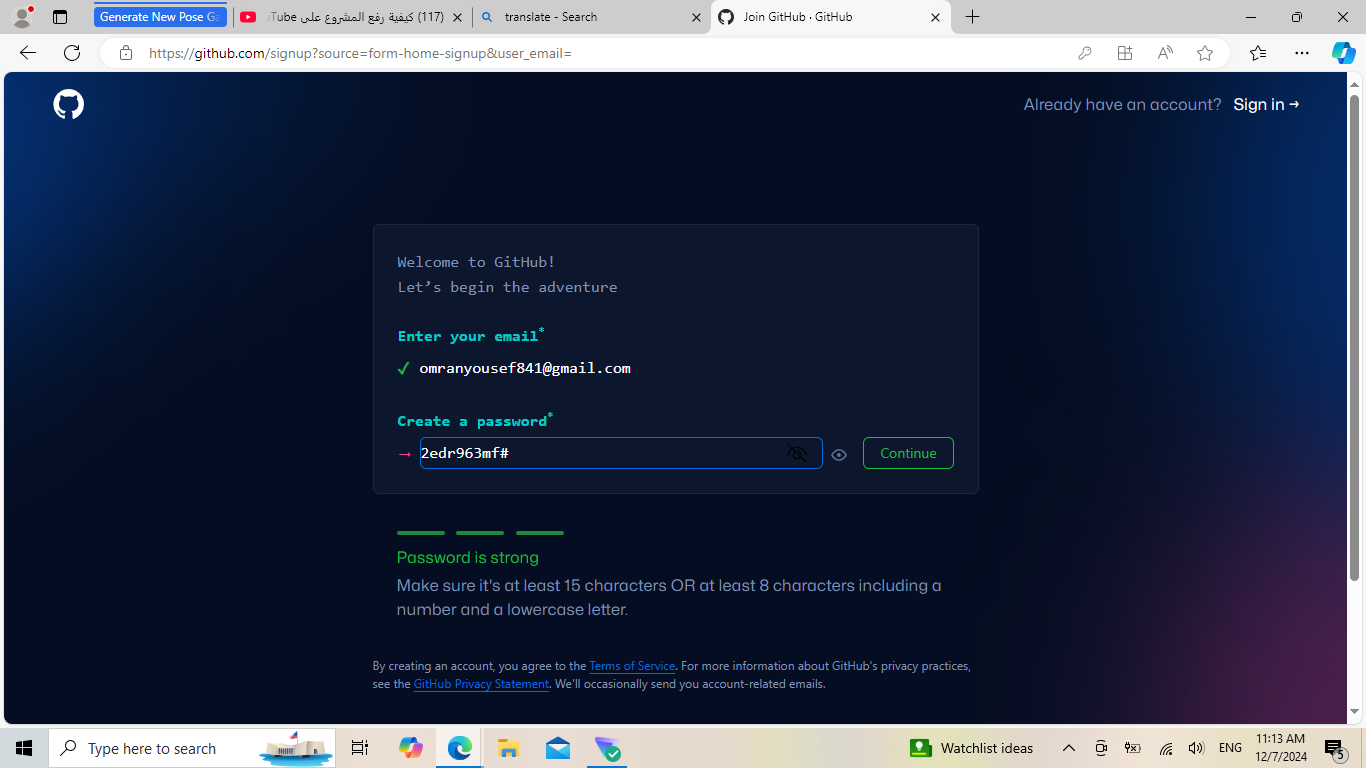 Generate New Pose Ga
(117) كيفية رفع المشروع على Tube
translate - Search
Join GitHub · GitHub
https://github.com/signup?source=form-home-signup&user_email=
Already have an account? Sign in →
Welcome to GitHub!
Let’s begin the adventure
Enter your email*
✓ omranyousef841@gmail.com
Create a password*
→ 2edr963mf#
Continue
Password is strong
Make sure it's at least 15 characters OR at least 8 characters including a
number and a lowercase letter.
By creating an account, you agree to the Terms of Service. For more information about GitHub's privacy practices,
see the GitHub Privacy Statement. We'll occasionally send you account-related emails.
Type here to search
Watchlist ideas
ENG
11:13 AM
12/7/2024
5